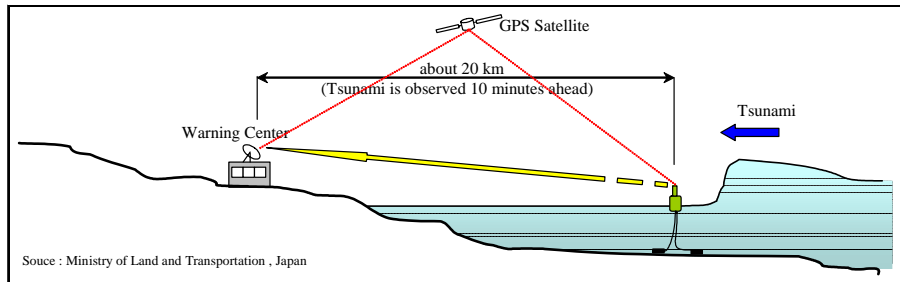 GPS Satellite
about 20 km
(Tsunami is observed 10 minutes ahead)
Tsunami
Warning Center
Souce : Ministry of Land and Transportation , Japan